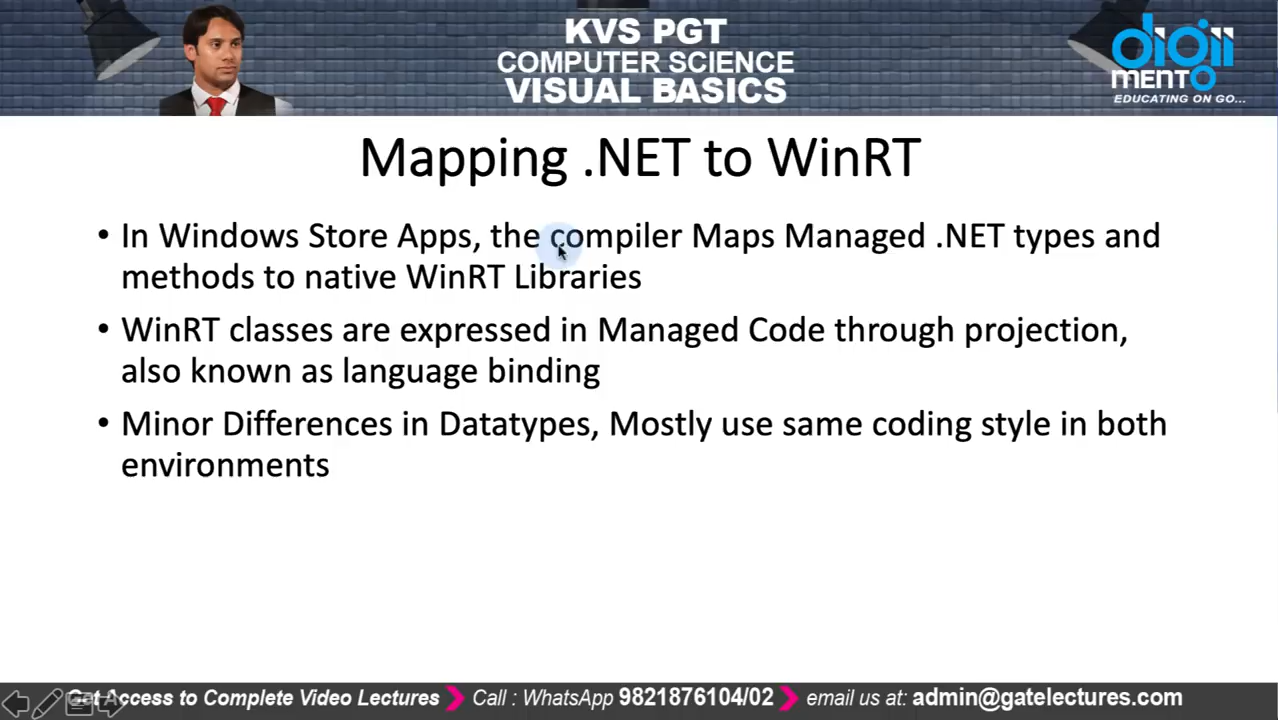 KVS PGT
COMPUTER SCIENCE
VISUAL BASICS
digii
mento
EDUCATING ON GO...
Mapping .NET to WinRT
• In Windows Store Apps, the compiler Maps Managed .NET types and
methods to native WinRT Libraries
• WinRT classes are expressed in Managed Code through projection,
also known as language binding
• Minor Differences in Datatypes, Mostly use same coding style in both
environments
Get Access to Complete Video Lectures Call : WhatsApp 9821876104/02 email us at: admin@gatelectures.com